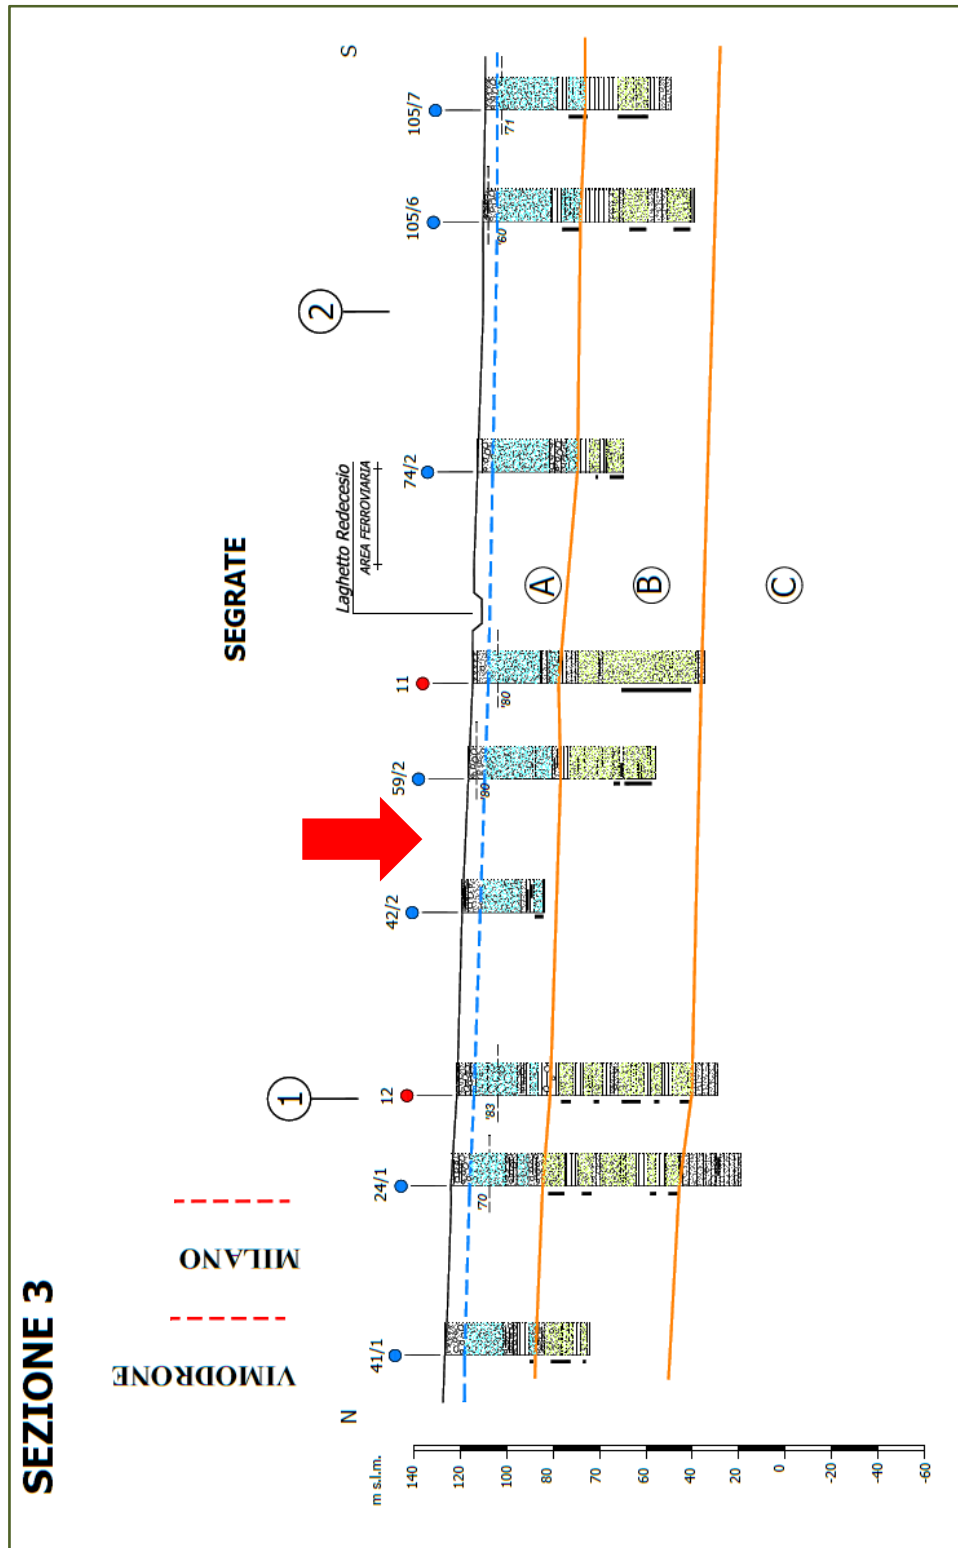 SEZIONE 3
VIMODRONE
MILANO
SEGRATE
N
S
41/1
24/1
12
42/2
59/2
11
74/2
105/6
105/7
1
2
Laghetto Redecesio
AREA FERROVIARIA
'70
'83
'80
'80
'60
'71
A
B
C
m s.l.m.
140
120
100
80
60
40
20
0
-20
-40
-60